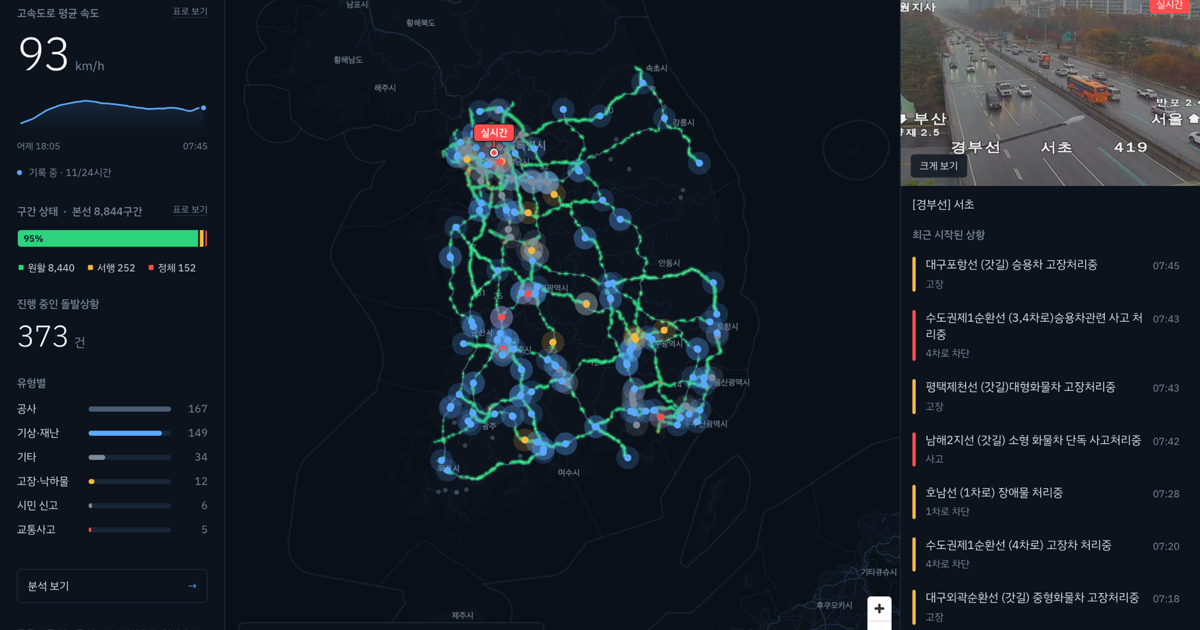 고속도로 평균 속도
표로 보기
93 km/h
어제 18:05
07:45
기록 중 · 11/24시간
구간 상태 · 본선 8,844구간
표로 보기
95%
원활 8,440
서행 252
정체 152
진행 중인 돌발상황
373 건
유형별
공사 167
기상·재난 149
기타 34
고장·낙하물 12
시민 신고 6
교통사고 5
분석 보기 →
남포시
황해북도
황해남도
해주시
속초시
강릉시
실시간
안동시
포항시
울산광역시
부산광역시
광주
여수시
제주시
기타큐슈시
후쿠오카시
+
실시간
부산
서울
경부선 서초 419
크게 보기
[경부선] 서초
최근 시작된 상황
대구포항선 (갓길) 승용차 고장처리중
07:45
고장
수도권제1순환선 (3,4차로)승용차관련 사고 처
리중
07:43
4차로 차단
평택제천선 (갓길)대형화물차 고장처리중
07:43
고장
남해2지선 (갓길) 소형 화물차 단독 사고처리중
07:42
사고
호남선 (1차로) 장애물 처리중
07:28
1차로 차단
수도권제1순환선 (4차로) 고장차 처리중
07:20
4차로 차단
대구외곽순환선 (갓길) 중형화물차 고장처리중
07:18
고장